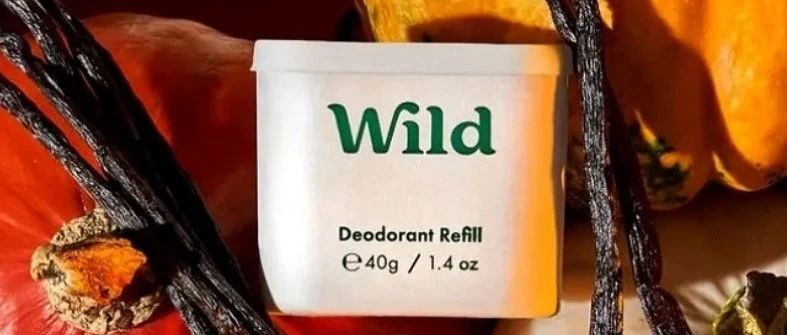 Wild
Deodorant Refill
℮40g / 1.4 oz